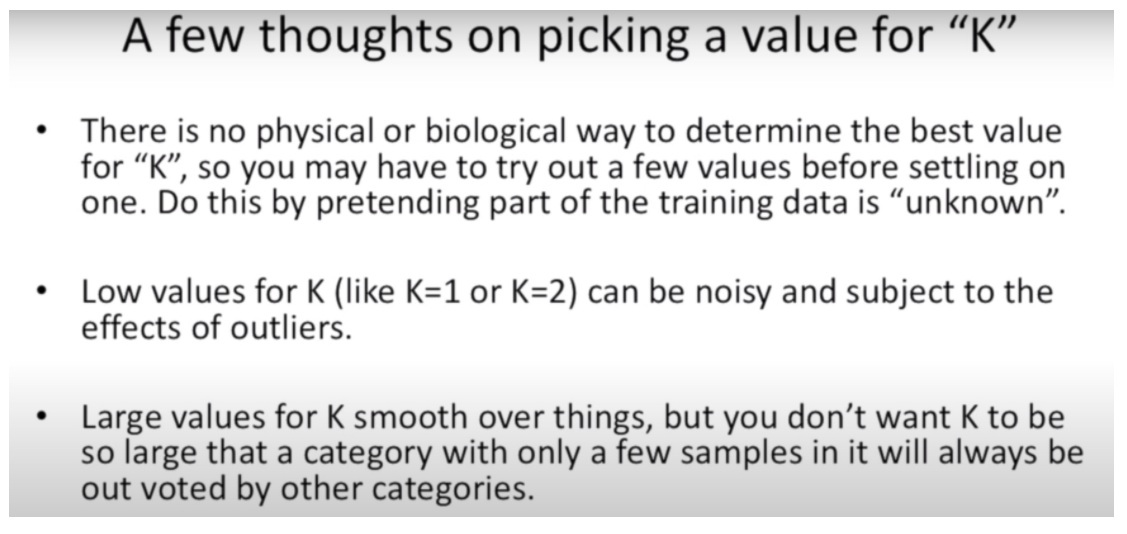 A few thoughts on picking a value for “K”
• There is no physical or biological way to determine the best value
for “K”, so you may have to try out a few values before settling on
one. Do this by pretending part of the training data is “unknown”.
• Low values for K (like K=1 or K=2) can be noisy and subject to the
effects of outliers.
• Large values for K smooth over things, but you don’t want K to be
so large that a category with only a few samples in it will always be
out voted by other categories.